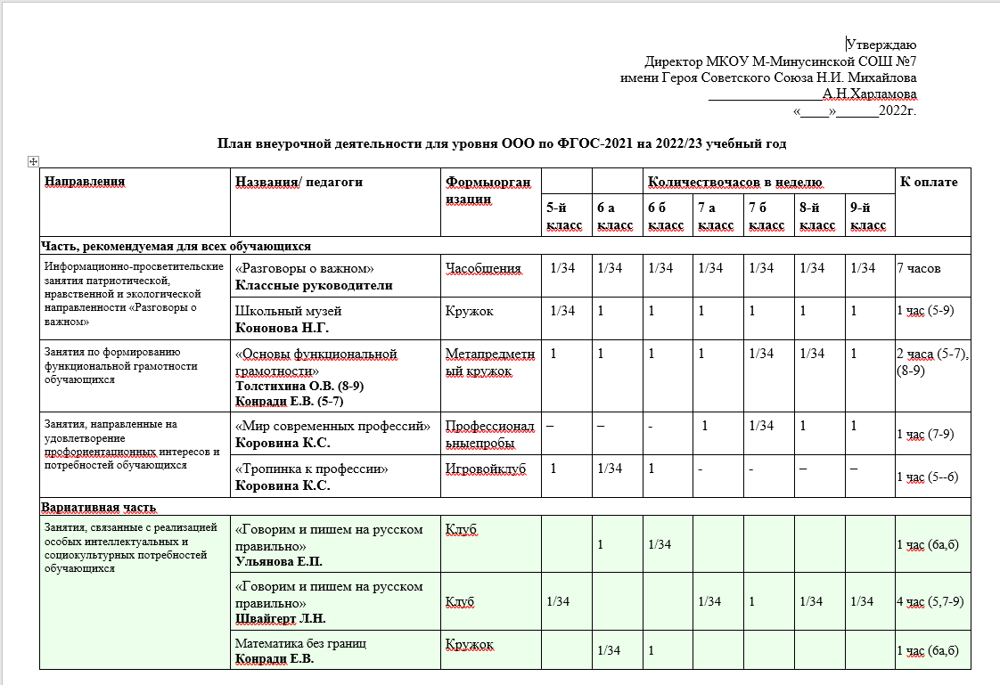 Утверждаю
Директор МКОУ М-Минусинской СОШ №7
имени Героя Советского Союза Н.И. Михайлова
_________________А.Н.Харламова
«____»______2022г.
План внеурочной деятельности для уровня ООО по ФГОС-2021 на 2022/23 учебный год
Направления
Названия/ педагоги
Формыорган
изации
Количествочасов в неделю
К оплате
5-й
класс
6 а
класс
6 б
класс
7 а
класс
7 б
класс
8-й
класс
9-й
класс
Часть, рекомендуемая для всех обучающихся
Информационно-просветительские
занятия патриотической,
нравственной и экологической
направленности «Разговоры о
важном»
«Разговоры о важном»
Классные руководители
Часобшения
1/34 1/34 1/34 1/34 1/34 1/34 1/34
7 часов
Школьный музей
Кононова Н.Г.
Кружок
1/34 1 1 1 1 1 1
1 час (5-9)
Занятия по формированию
функциональной грамотности
обучающихся
«Основы функциональной
грамотности»
Толстихина О.В. (8-9)
Конради Е.В. (5-7)
Метапредметн
ый кружок
1 1 1 1 1/34 1/34 1
2 часа (5-7),
(8-9)
Занятия, направленные на
удовлетворение
профориентационных интересов и
потребностей обучающихся
«Мир современных профессий»
Коровина К.С.
Профессионал
ьныепробы
– – - 1 1/34 1 1
1 час (7-9)
«Тропинка к профессии»
Коровина К.С.
Игровойклуб
1 1/34 1 - - – –
1 час (5--6)
Вариативная часть
Занятия, связанные с реализацией
особых интеллектуальных и
социокультурных потребностей
обучающихся
«Говорим и пишем на русском
правильно»
Ульянова Е.П.
Клуб
1 1/34
1 час (6а,б)
«Говорим и пишем на русском
правильно»
Швайгерт Л.Н.
Клуб
1/34 1/34 1 1/34 1/34
4 час (5,7-9)
Математика без границ
Конради Е.В.
Кружок
1/34 1
1 час (6а,б)